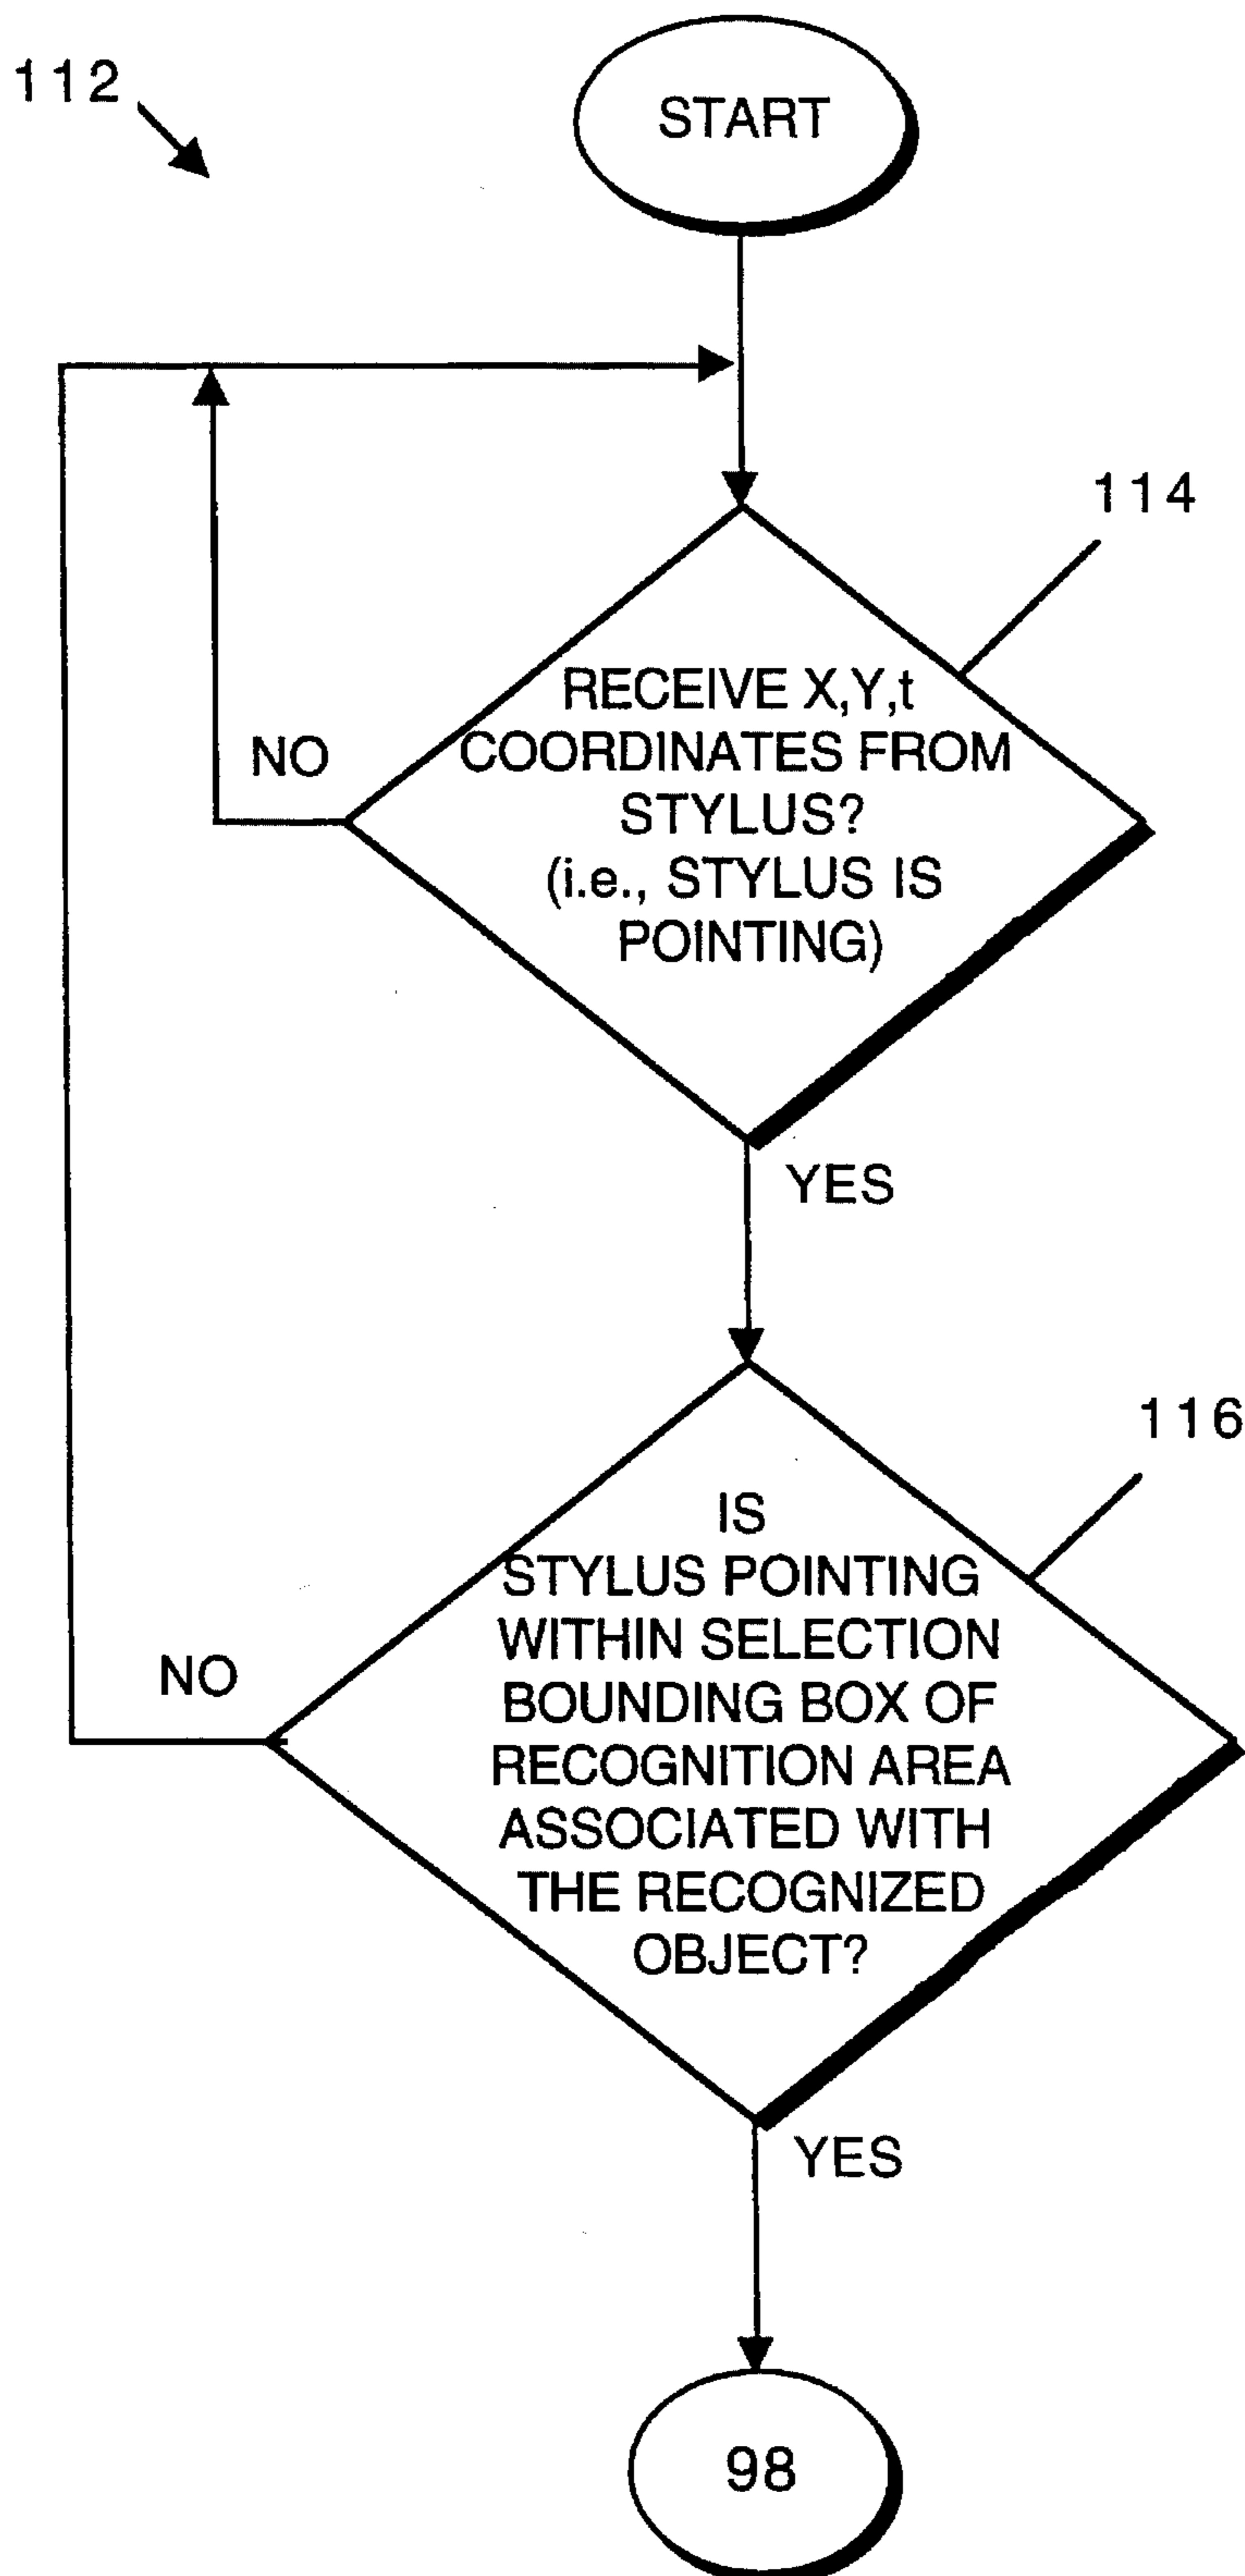 112
START
114
RECEIVE X,Y,t
COORDINATES FROM
STYLUS?
(i.e., STYLUS IS
POINTING)
NO
YES
116
IS
STYLUS POINTING
WITHIN SELECTION
BOUNDING BOX OF
RECOGNITION AREA
ASSOCIATED WITH
THE RECOGNIZED
OBJECT?
NO
YES
98